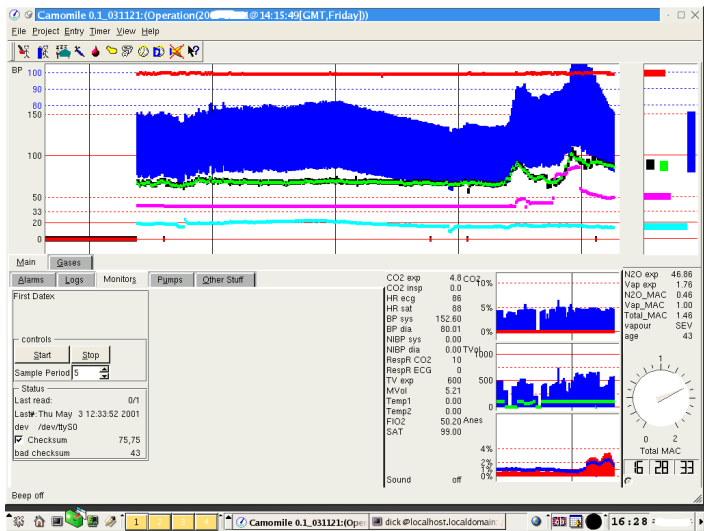 Camomile 0.1_031121:(Operation(20 1@14:15:49[GMT,Friday]))
File Project Entry Timer View Help
BP 100
90
80
150
100
50
33
20
0
Main Gases
Alarms Logs Monitors Pumps Other Stuff
First Datex
controls
Start Stop
Sample Period 5
Status
Last read: 0/1
Last#:Thu May 3 12:33:52 2001
dev /dev/ttyS0
Checksum 75,75
bad checksum 43
Beep off
CO2 exp 4.8
CO2 insp 0.0
HR ecg 86
HR sat 88
BP sys 152.60
BP dia 80.01
NIBP sys 0.00
NIBP dia 0.00
RespR CO2 10
RespR ECG 0
TV exp 600
MVol 5.21
Temp1 0.00
Temp2 0.00
FIO2 50.20
SAT 99.00
Sound off
CO2
10%
5%
0%
TVol
1000
500
0
Anes
4%
2%
1%
0%
N2O exp 46.86
Vap exp 1.76
N2O_MAC 0.46
Vap_MAC 1.00
Total_MAC 1.46
vapour SEV
age 43
1
0 2
Total MAC
16 28 33
1 2 3 4
Camomile 0.1_031121:(Oper
dick@localhost.localdomain:
16:28